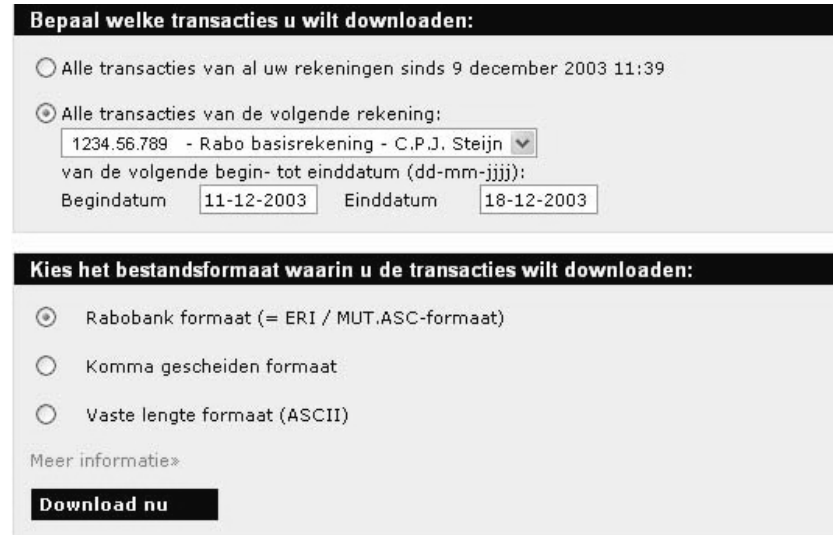 Bepaal welke transacties u wilt downloaden:
Alle transacties van al uw rekeningen sinds 9 december 2003 11:39
Alle transacties van de volgende rekening:
1234.56.789 - Rabo basisrekening - C.P.J. Steijn
van de volgende begin- tot einddatum (dd-mm-jjjj):
Begindatum 11-12-2003 Einddatum 18-12-2003
Kies het bestandsformaat waarin u de transacties wilt downloaden:
Rabobank formaat (= ERI / MUT.ASC-formaat)
Komma gescheiden formaat
Vaste lengte formaat (ASCII)
Meer informatie»
Download nu